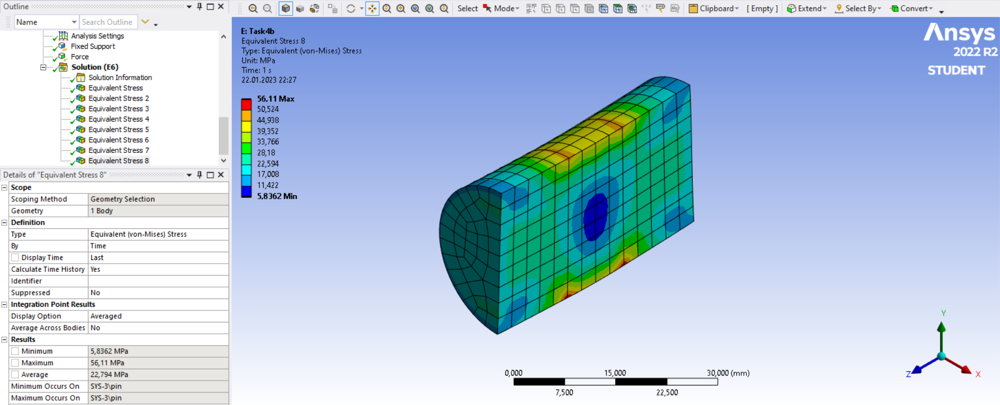 Outline
Name
Search Outline
Analysis Settings
Fixed Support
Force
Solution (E6)
Solution Information
Equivalent Stress
Equivalent Stress 2
Equivalent Stress 3
Equivalent Stress 4
Equivalent Stress 5
Equivalent Stress 6
Equivalent Stress 7
Equivalent Stress 8
Details of "Equivalent Stress 8"
Scope
Scoping Method Geometry Selection
Geometry 1 Body
Definition
Type Equivalent (von-Mises) Stress
By Time
Display Time Last
Calculate Time History Yes
Identifier
Suppressed No
Integration Point Results
Display Option Averaged
Average Across Bodies No
Results
Minimum 5,8362 MPa
Maximum 56,11 MPa
Average 22,794 MPa
Minimum Occurs On SYS-3\pin
Maximum Occurs On SYS-3\pin
Select Mode Clipboard [ Empty ] Extend Select By Convert
E: Task4b
Equivalent Stress 8
Type: Equivalent (von-Mises) Stress
Unit: MPa
Time: 1 s
22.01.2023 22:27
56,11 Max
50,524
44,938
39,352
33,766
28,18
22,594
17,008
11,422
5,8362 Min
Ansys
2022 R2
STUDENT
0,000 15,000 30,000 (mm)
7,500 22,500
Y
Z
X